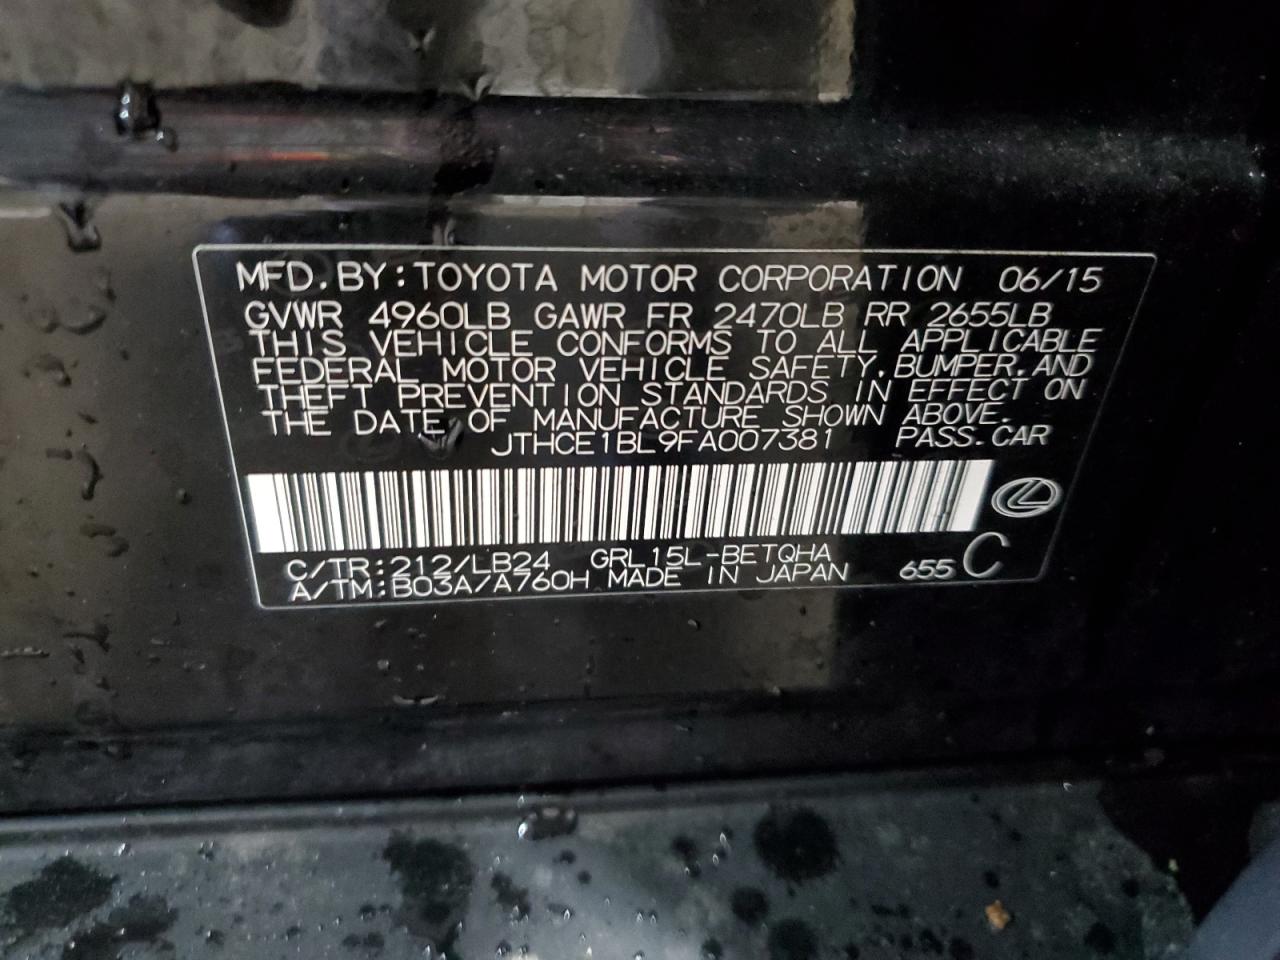 MFD. BY: TOYOTA MOTOR CORPORATION 06/15
GVWR 4960LB GAWR FR 2470LB RR 2655LB
THIS VEHICLE CONFORMS TO ALL APPLICABLE
FEDERAL MOTOR VEHICLE SAFETY, BUMPER, AND
THEFT PREVENTION STANDARDS IN EFFECT ON
THE DATE OF MANUFACTURE SHOWN ABOVE.
JTHCE1BL9FA007381 PASS. CAR
C/TR: 212/LB24 GRL15L-BETQHA
A/TM: B03A/A760H MADE IN JAPAN 655 C